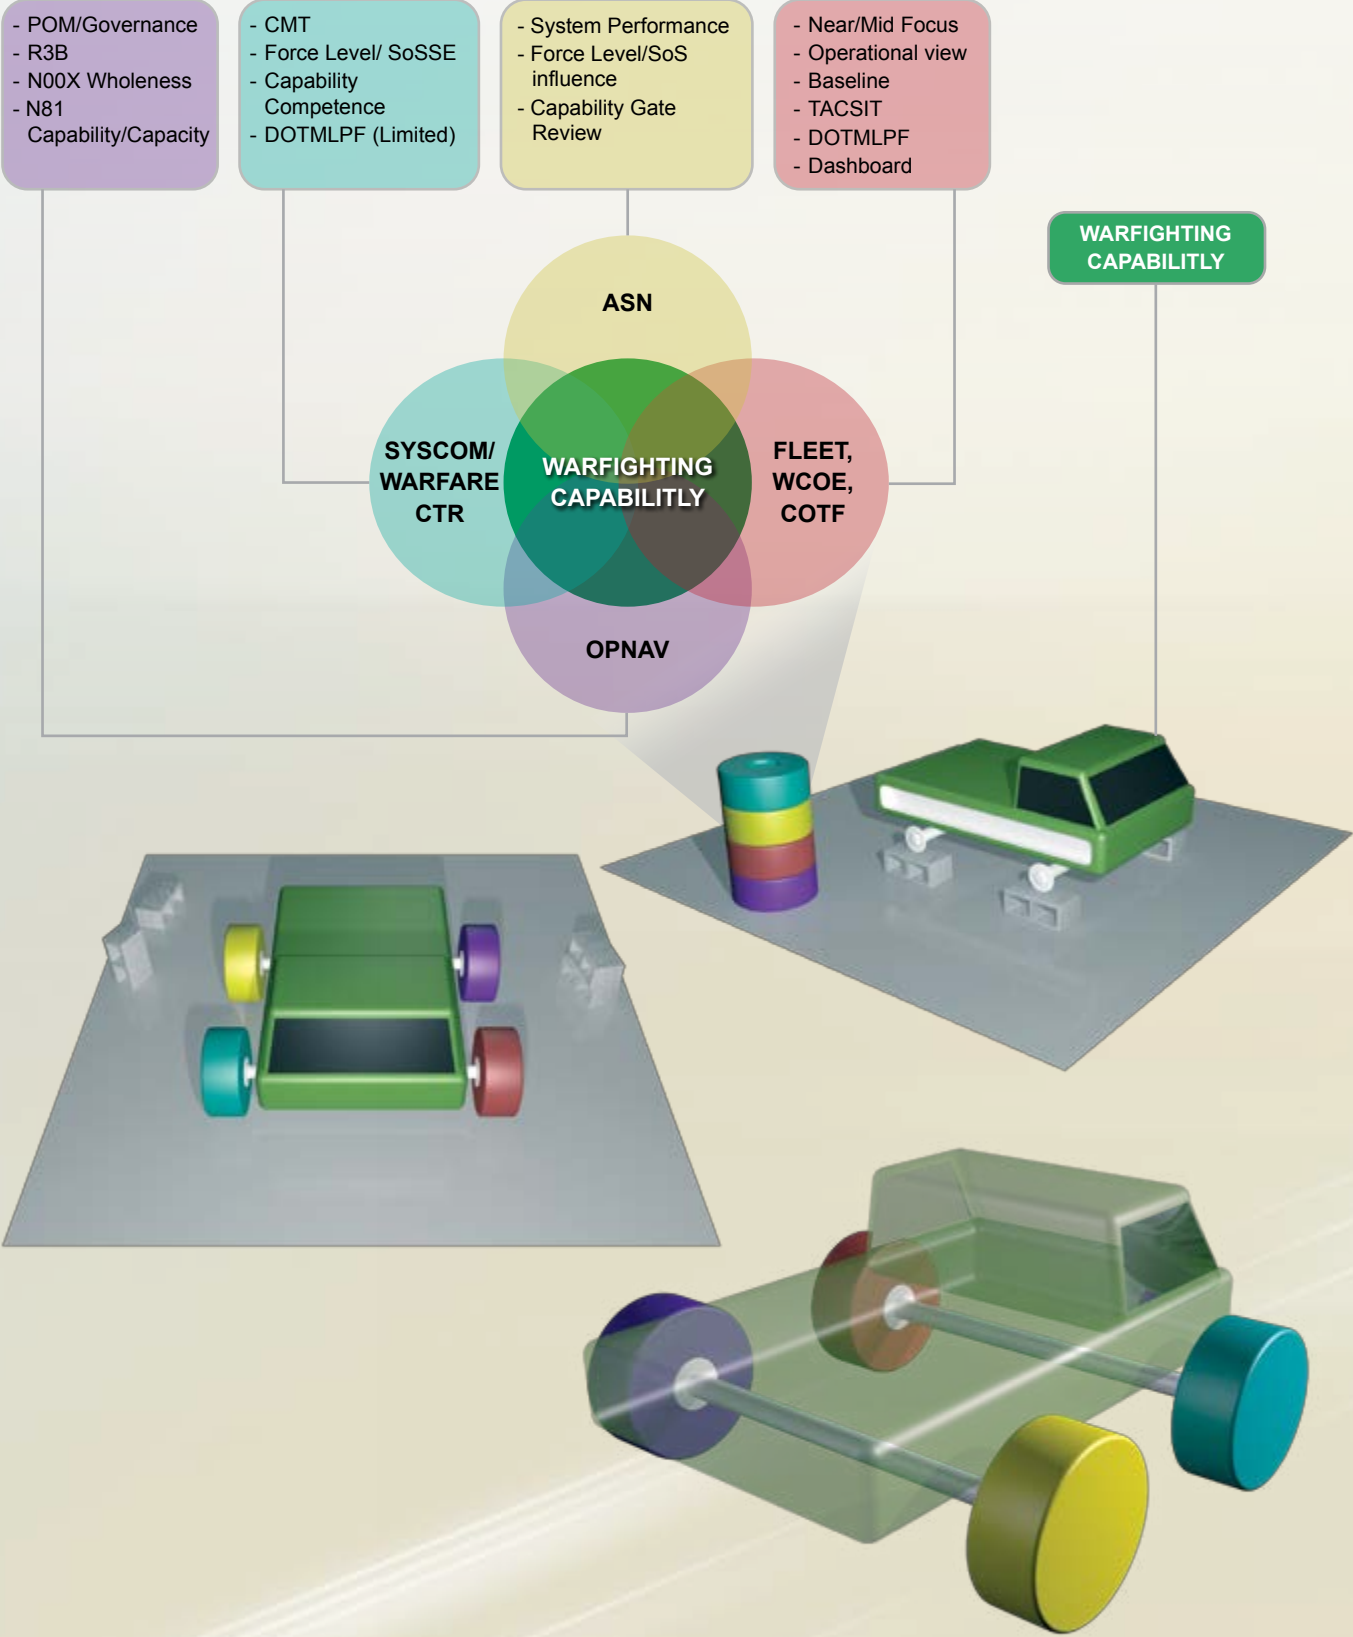 - POM/Governance
- R3B
- N00X Wholeness
- N81
Capability/Capacity
- CMT
- Force Level/ SoSSE
- Capability
Competence
- DOTMLPF (Limited)
- System Performance
- Force Level/SoS
influence
- Capability Gate
Review
- Near/Mid Focus
- Operational view
- Baseline
- TACSIT
- DOTMLPF
- Dashboard
WARFIGHTING
CAPABILITLY
ASN
SYSCOM/
WARFARE
CTR
WARFIGHTING
CAPABILITLY
FLEET,
WCOE,
COTF
OPNAV